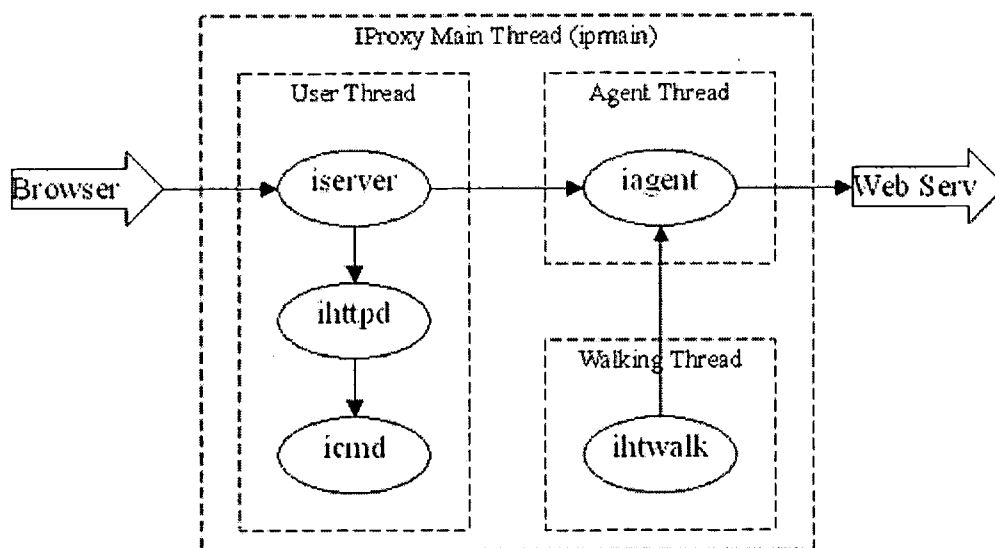 IProxy Main Thread (ipmain)
User Thread
Agent Thread
Browser
iserver
iagent
Web Serv
ihttpd
Walking Thread
icmd
ihtwalk